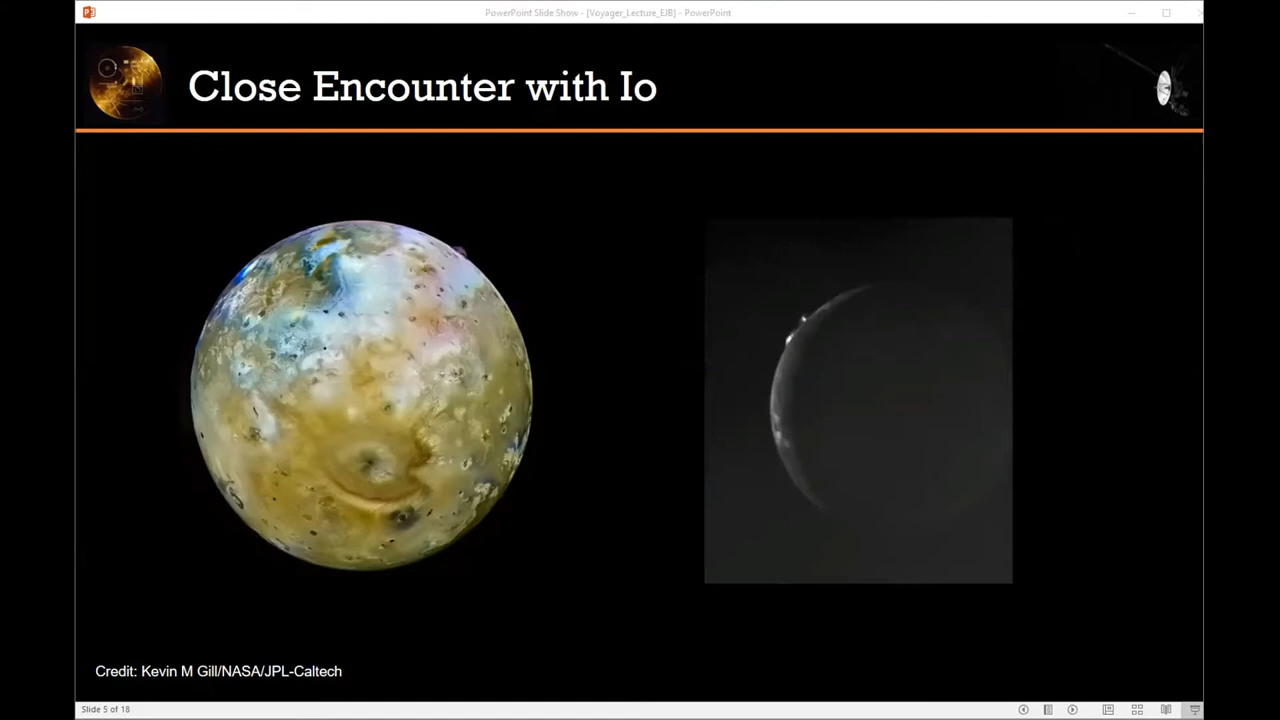 PowerPoint Slide Show - [Voyager_Lecture_EJB] - PowerPoint
Close Encounter with Io
Credit: Kevin M Gill/NASA/JPL-Caltech
Slide 5 of 18